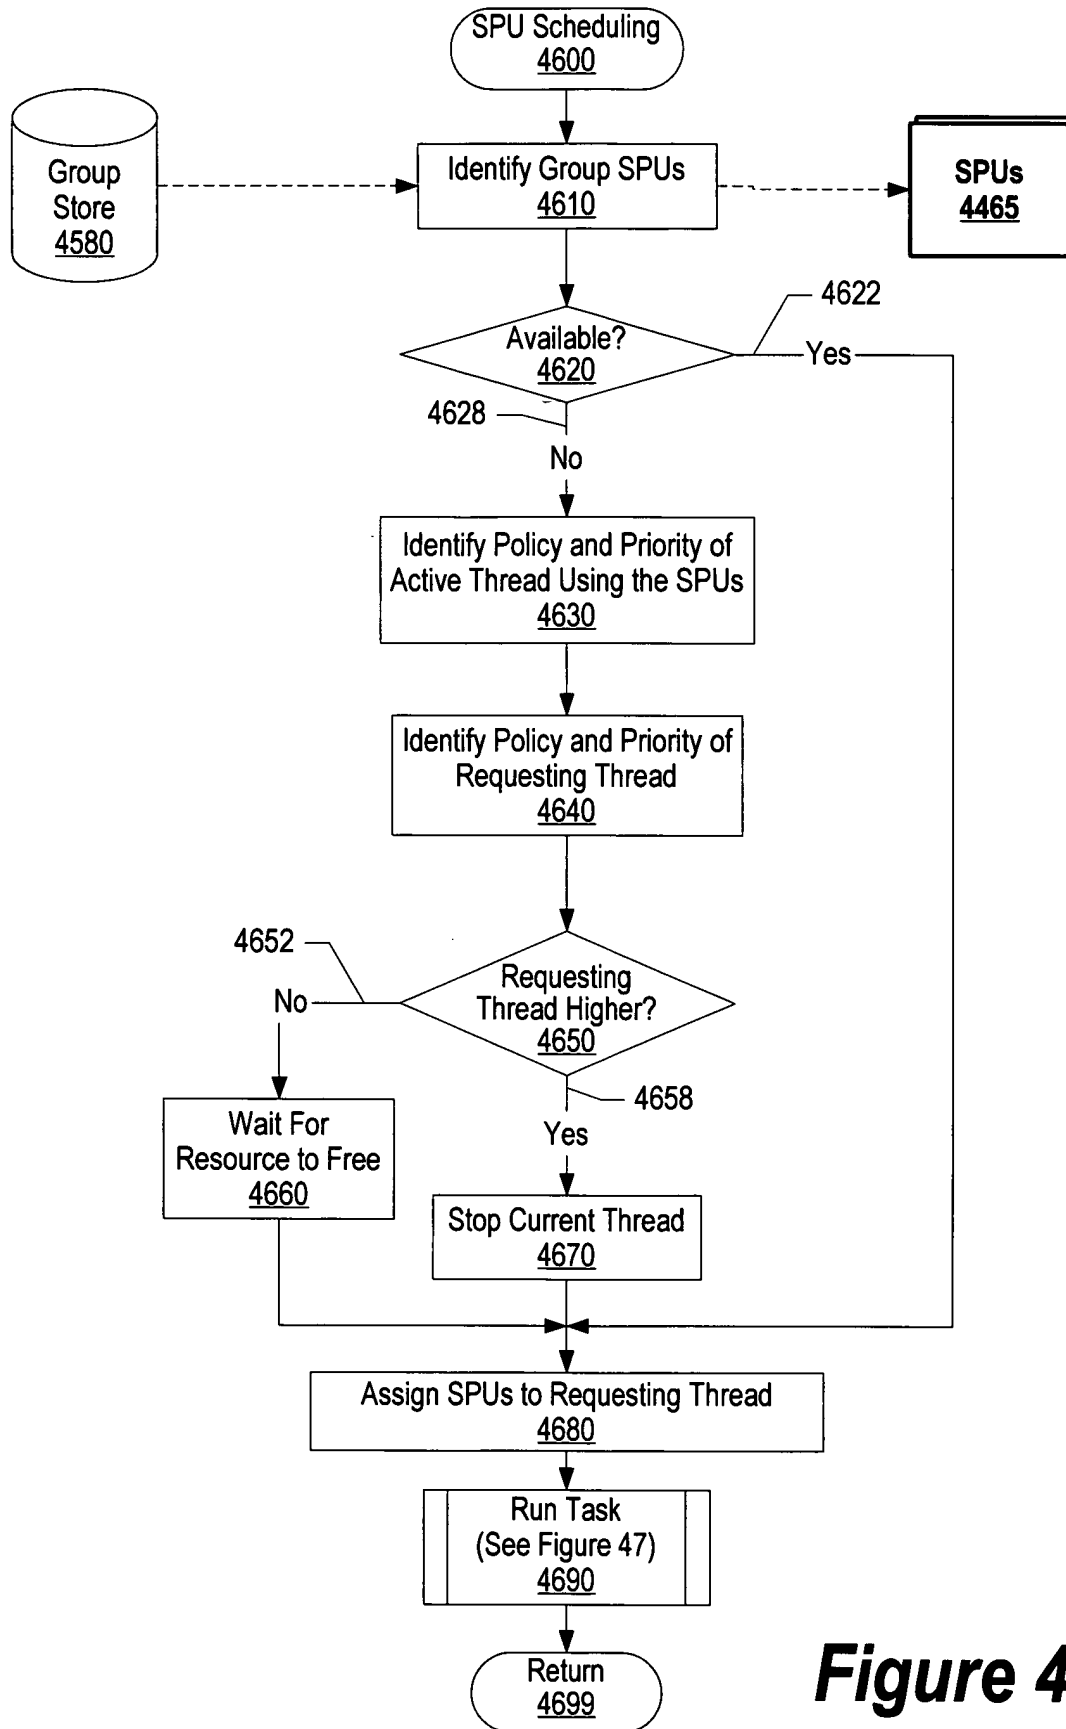 SPU Scheduling
4600
Group
Store
4580
Identify Group SPUs
4610
SPUs
4465
Available?
4620
4622
Yes
4628
No
Identify Policy and Priority of
Active Thread Using the SPUs
4630
Identify Policy and Priority of
Requesting Thread
4640
4652
No
Requesting
Thread Higher?
4650
4658
Yes
Wait For
Resource to Free
4660
Stop Current Thread
4670
Assign SPUs to Requesting Thread
4680
Run Task
(See Figure 47)
4690
Return
4699
Figure 4